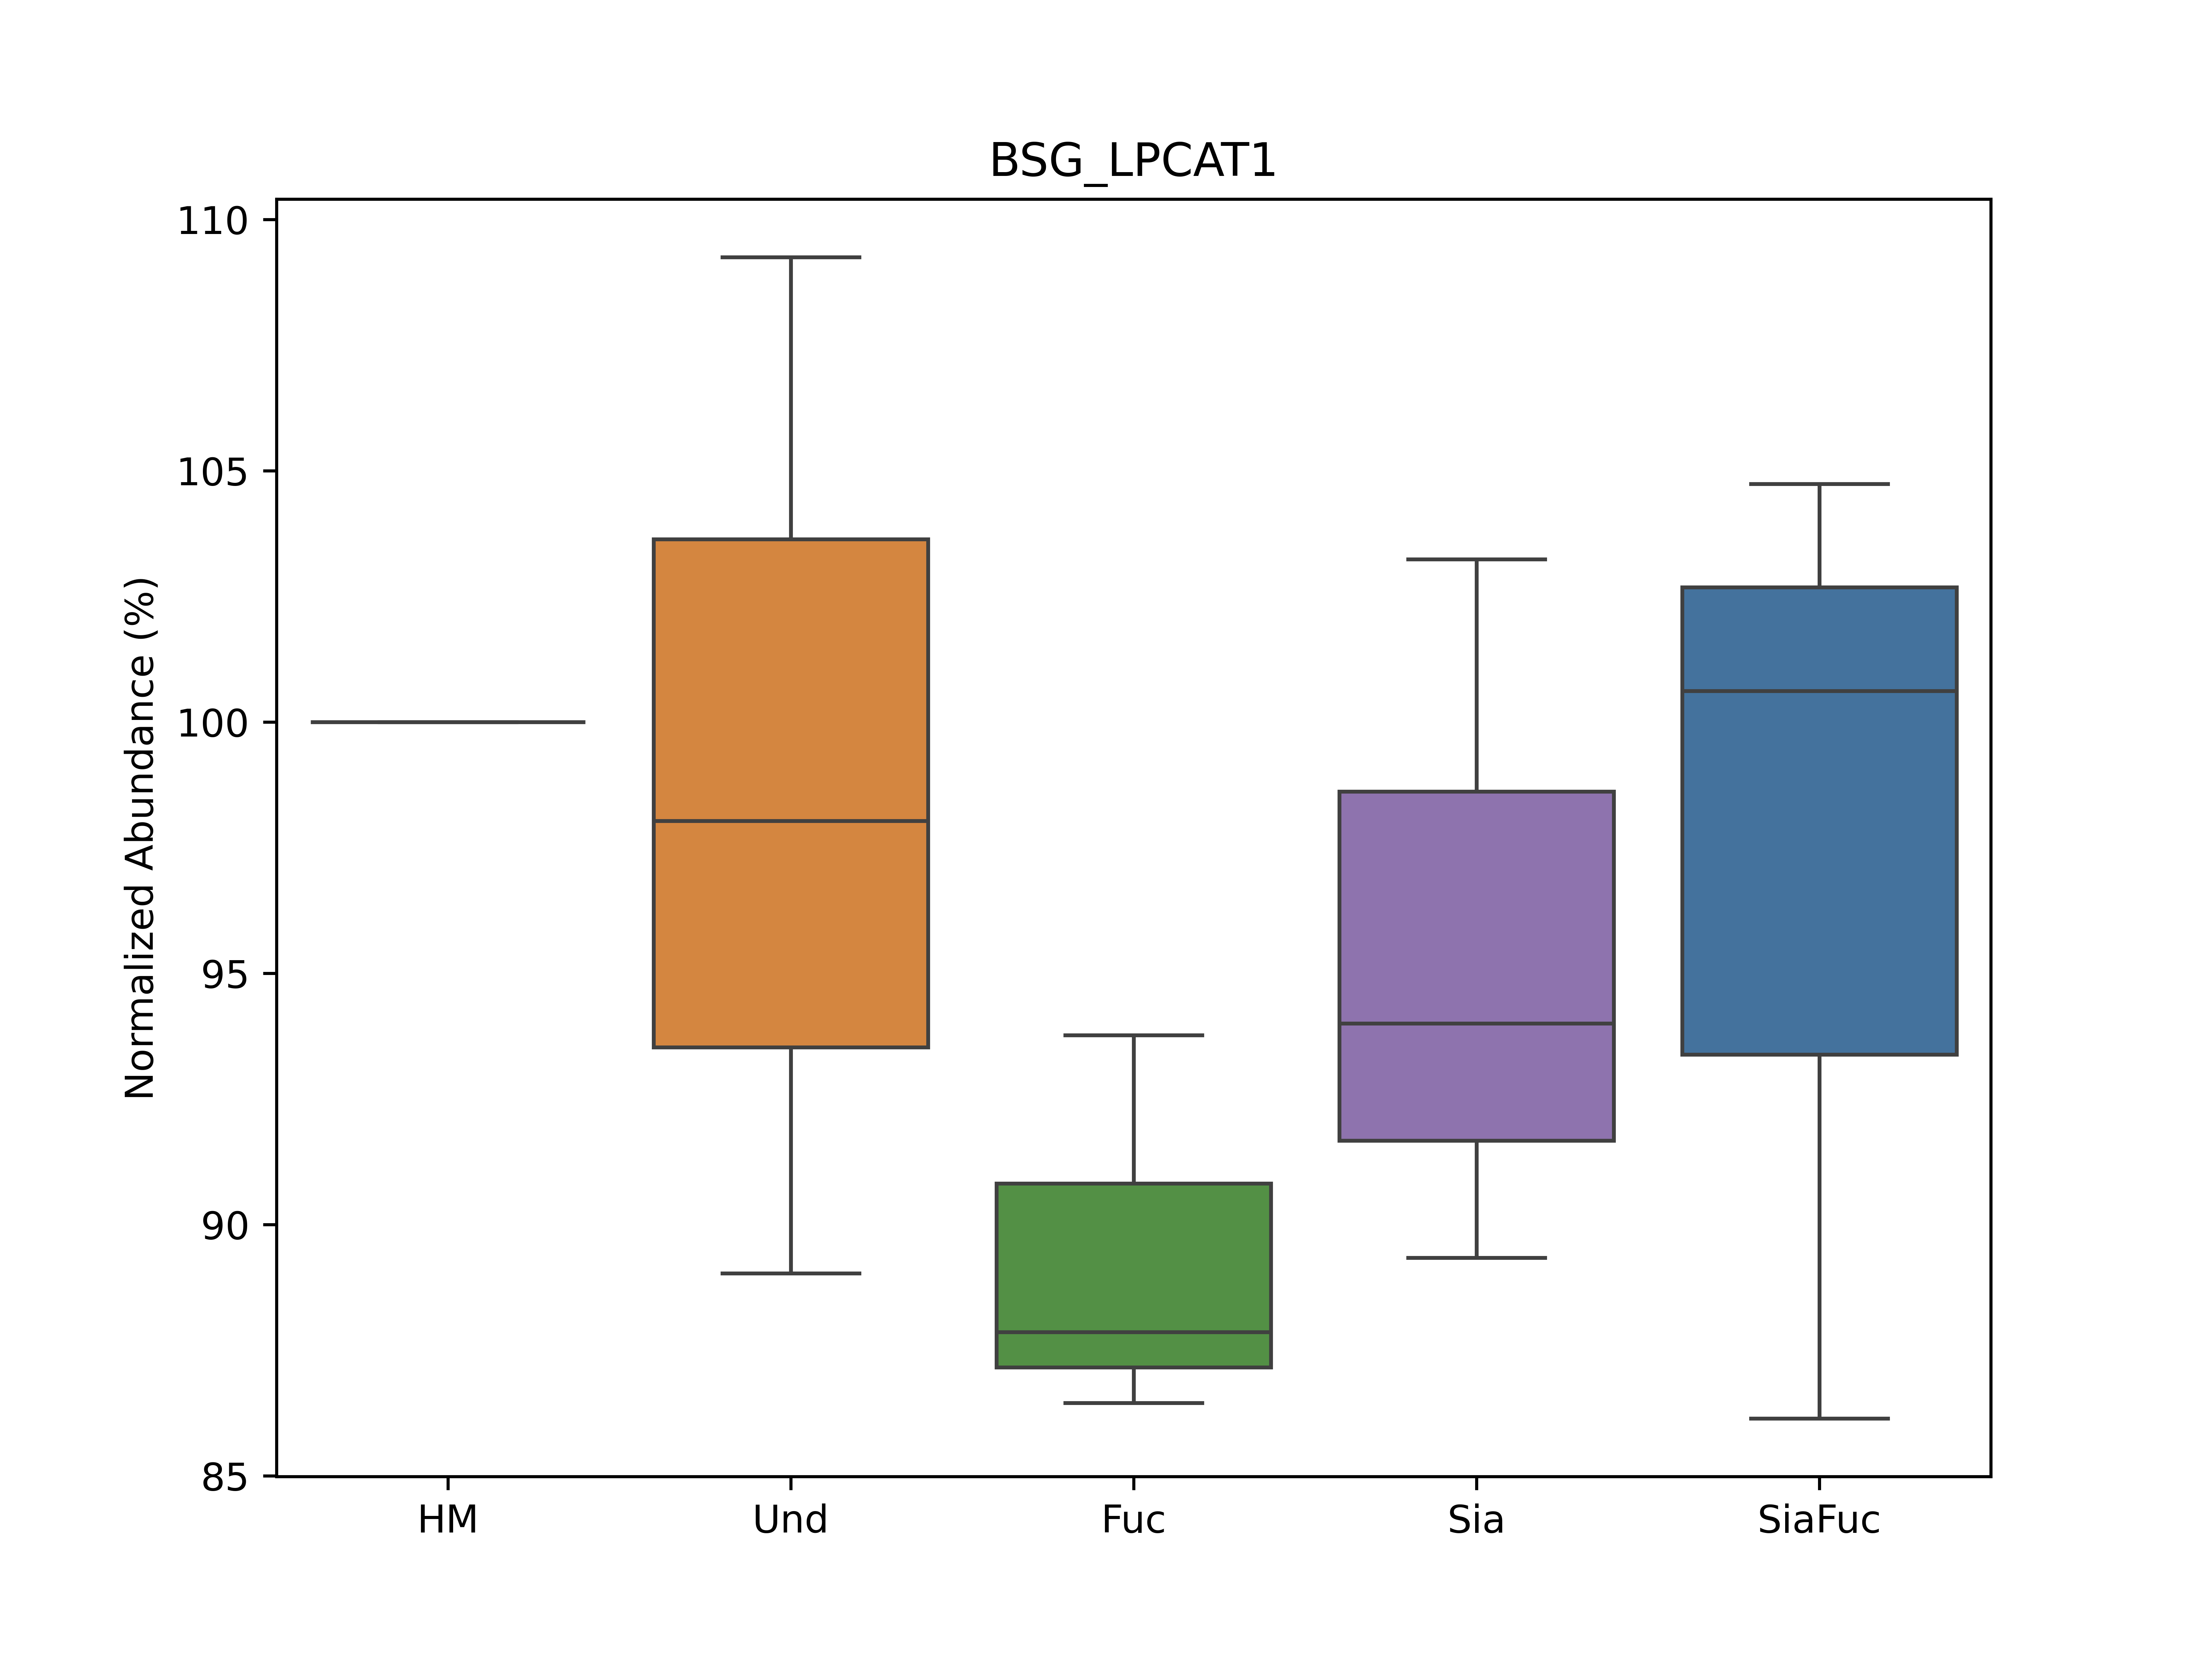 BSG_LPCAT1
Normalized Abundance (%)
110
105
100
95
90
85
HM
Und
Fuc
Sia
SiaFuc